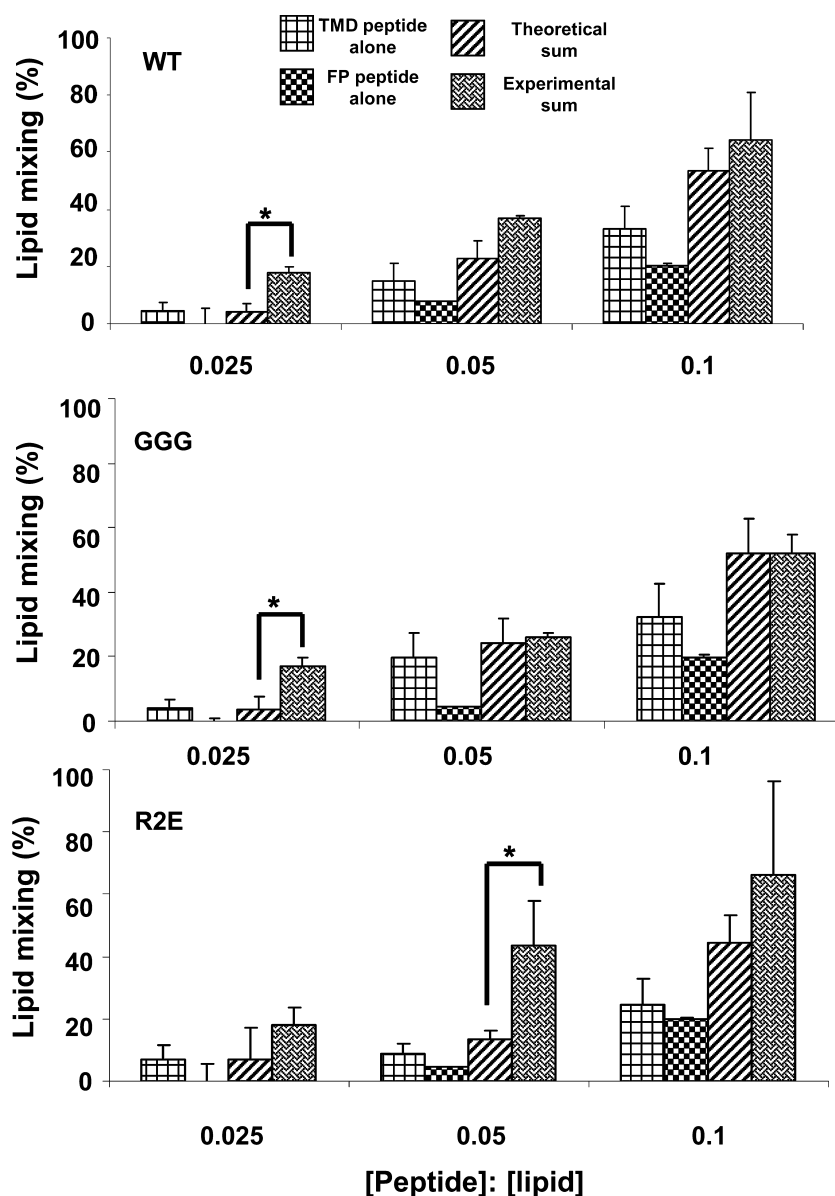 TMD peptide
alone
FP peptide
alone
Theoretical
sum
Experimental
sum
WT
Lipid mixing (%)
100
80
60
40
20
0
*
0.025 0.05 0.1
GGG
Lipid mixing (%)
100
80
60
40
20
0
*
0.025 0.05 0.1
R2E
Lipid mixing (%)
100
80
60
40
20
0
*
0.025 0.05 0.1
[Peptide]: [lipid]